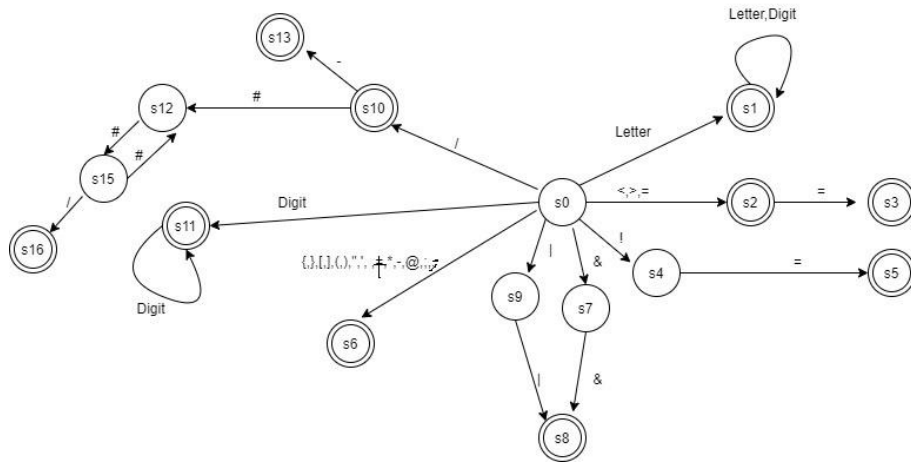 Letter,Digit
s13
-
s12
#
s10
s1
#
Letter
#
/
s15
/
Digit
s0
<,>,=
s2
=
s3
s11
s16
!
{,},[,],(,),",',
*,-,@,:,
|
&
s4
=
s5
s9
s7
Digit
s6
|
&
s8